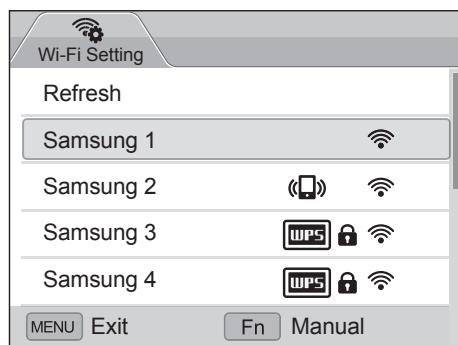 Wi-Fi Setting
Refresh
Samsung 1
Samsung 2
Samsung 3 WPS
Samsung 4 WPS
MENU Exit Fn Manual